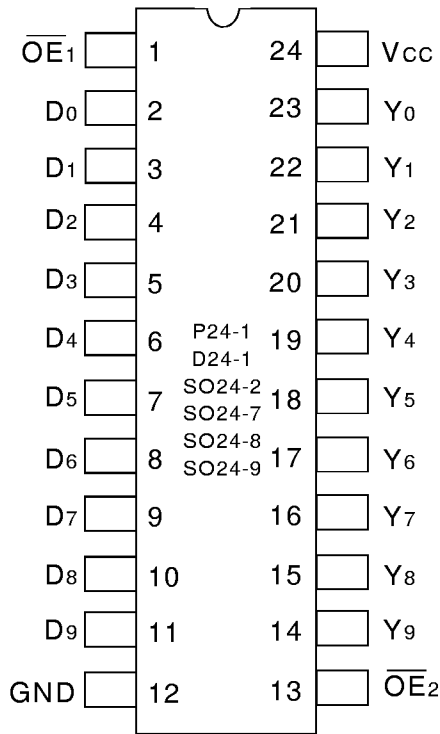 OE1 1 24 VCC
D0 2 23 Y0
D1 3 22 Y1
D2 4 21 Y2
D3 5 20 Y3
D4 6 P24-1 19 Y4
D24-1
D5 7 SO24-2 18 Y5
SO24-7
D6 8 SO24-8 17 Y6
SO24-9
D7 9 16 Y7
D8 10 15 Y8
D9 11 14 Y9
GND 12 13 OE2